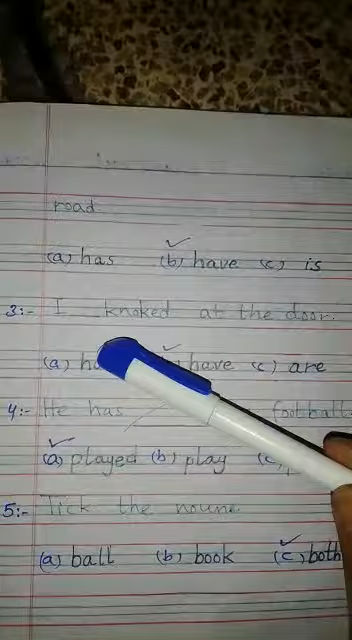 road.
(a) has ✓(b) have (c) is
3:- I knoked at the door.
(a) ✓ have (c) are
4:- He has football
✓(a) played (b) play (c)
5:- Tick the noune.
(a) ball (b) book ✓(c) both